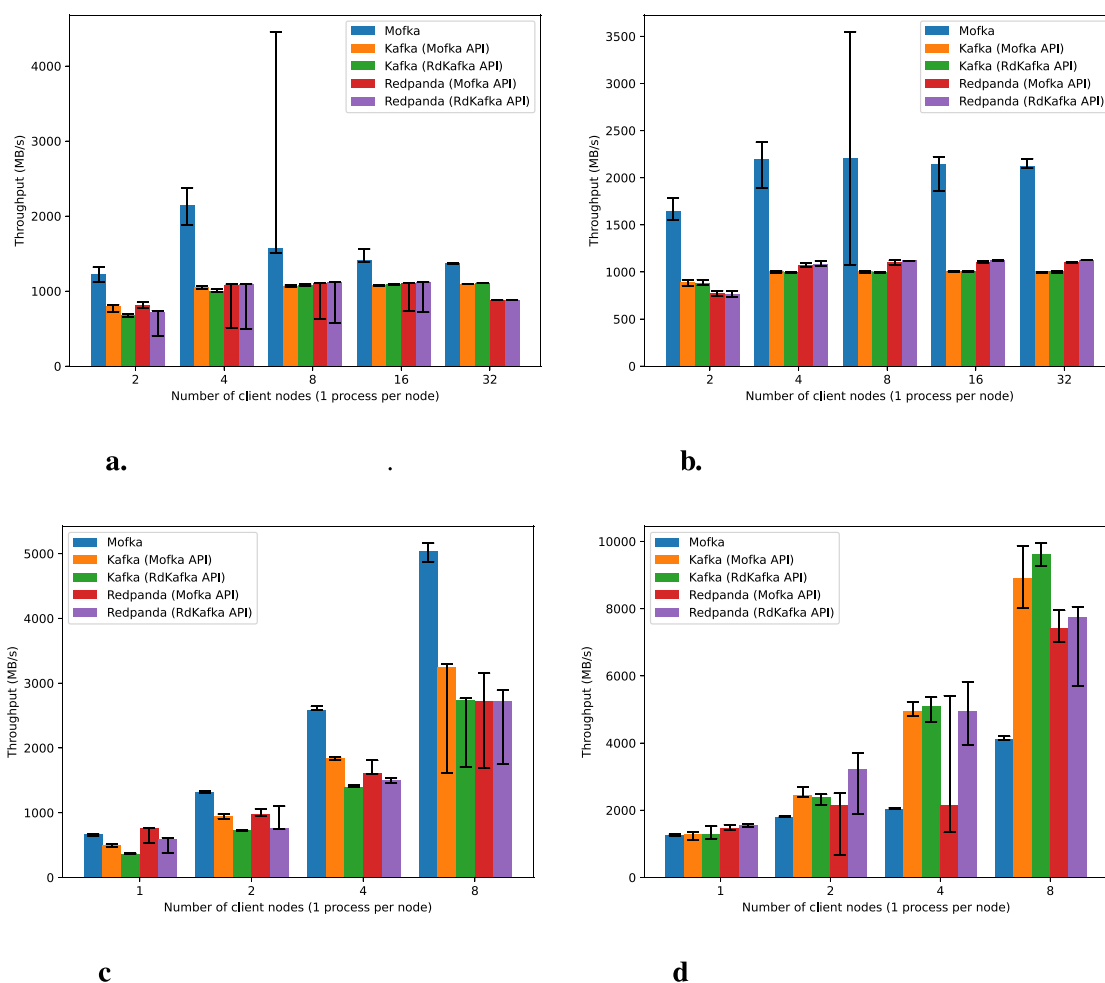 Throughput (MB/s)
4000
3000
2000
1000
0
Mofka
Kafka (Mofka API)
Kafka (RdKafka API)
Redpanda (Mofka API)
Redpanda (RdKafka API)
2 4 8 16 32
Number of client nodes (1 process per node)
a.
.
Throughput (MB/s)
3500
3000
2500
2000
1500
1000
500
0
Mofka
Kafka (Mofka API)
Kafka (RdKafka API)
Redpanda (Mofka API)
Redpanda (RdKafka API)
2 4 8 16 32
Number of client nodes (1 process per node)
b.
Throughput (MB/s)
5000
4000
3000
2000
1000
0
Mofka
Kafka (Mofka API)
Kafka (RdKafka API)
Redpanda (Mofka API)
Redpanda (RdKafka API)
1 2 4 8
Number of client nodes (1 process per node)
c
Throughput (MB/s)
10000
8000
6000
4000
2000
0
Mofka
Kafka (Mofka API)
Kafka (RdKafka API)
Redpanda (Mofka API)
Redpanda (RdKafka API)
1 2 4 8
Number of client nodes (1 process per node)
d